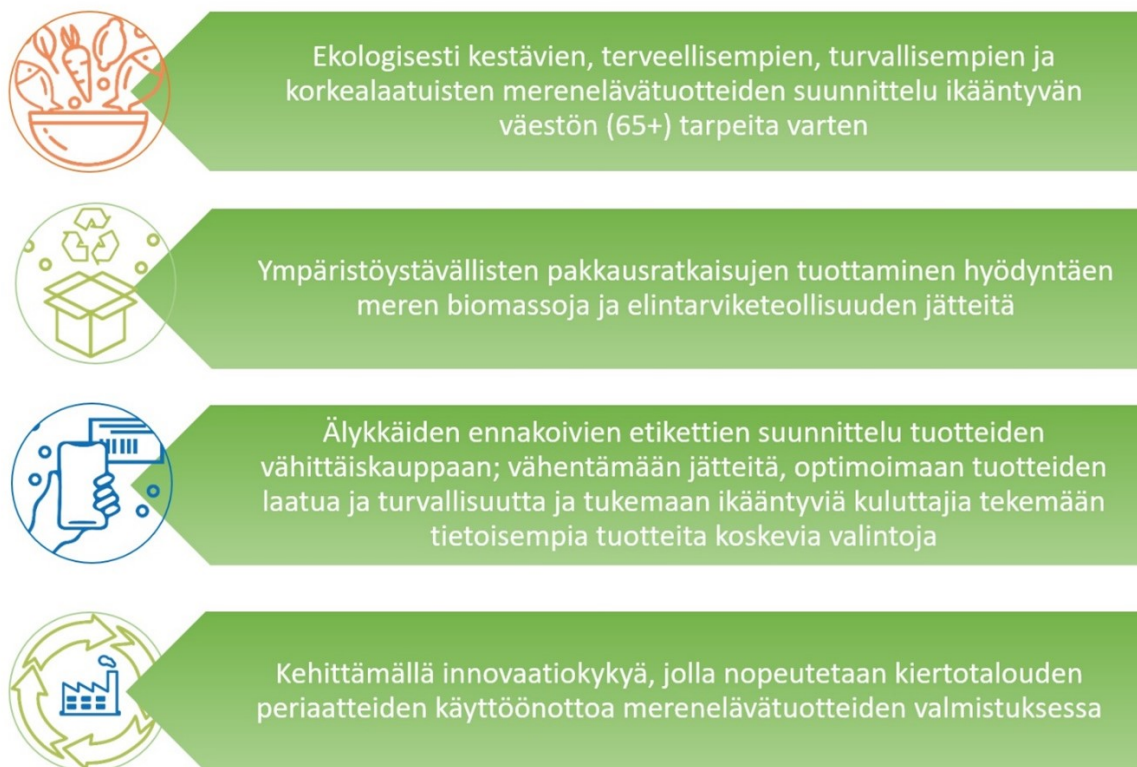 Ekologisesti kestävien, terveellisempien, turvallisempien ja
korkealaatuisten merenelävätuotteiden suunnittelu ikääntyvän
väestön (65+) tarpeita varten
Ympäristöystävällisten pakkausratkaisujen tuottaminen hyödyntäen
meren biomassoja ja elintarviketeollisuuden jätteitä
Älykkäiden ennakoivien etikettien suunnittelu tuotteiden
vähittäiskauppaan; vähentämään jätteitä, optimoimaan tuotteiden
laatua ja turvallisuutta ja tukemaan ikääntyviä kuluttajia tekemään
tietoisempia tuotteita koskevia valintoja
Kehittämällä innovaatiokykyä, jolla nopeutetaan kiertotalouden
periaatteiden käyttöönottoa merenelävätuotteiden valmistuksessa